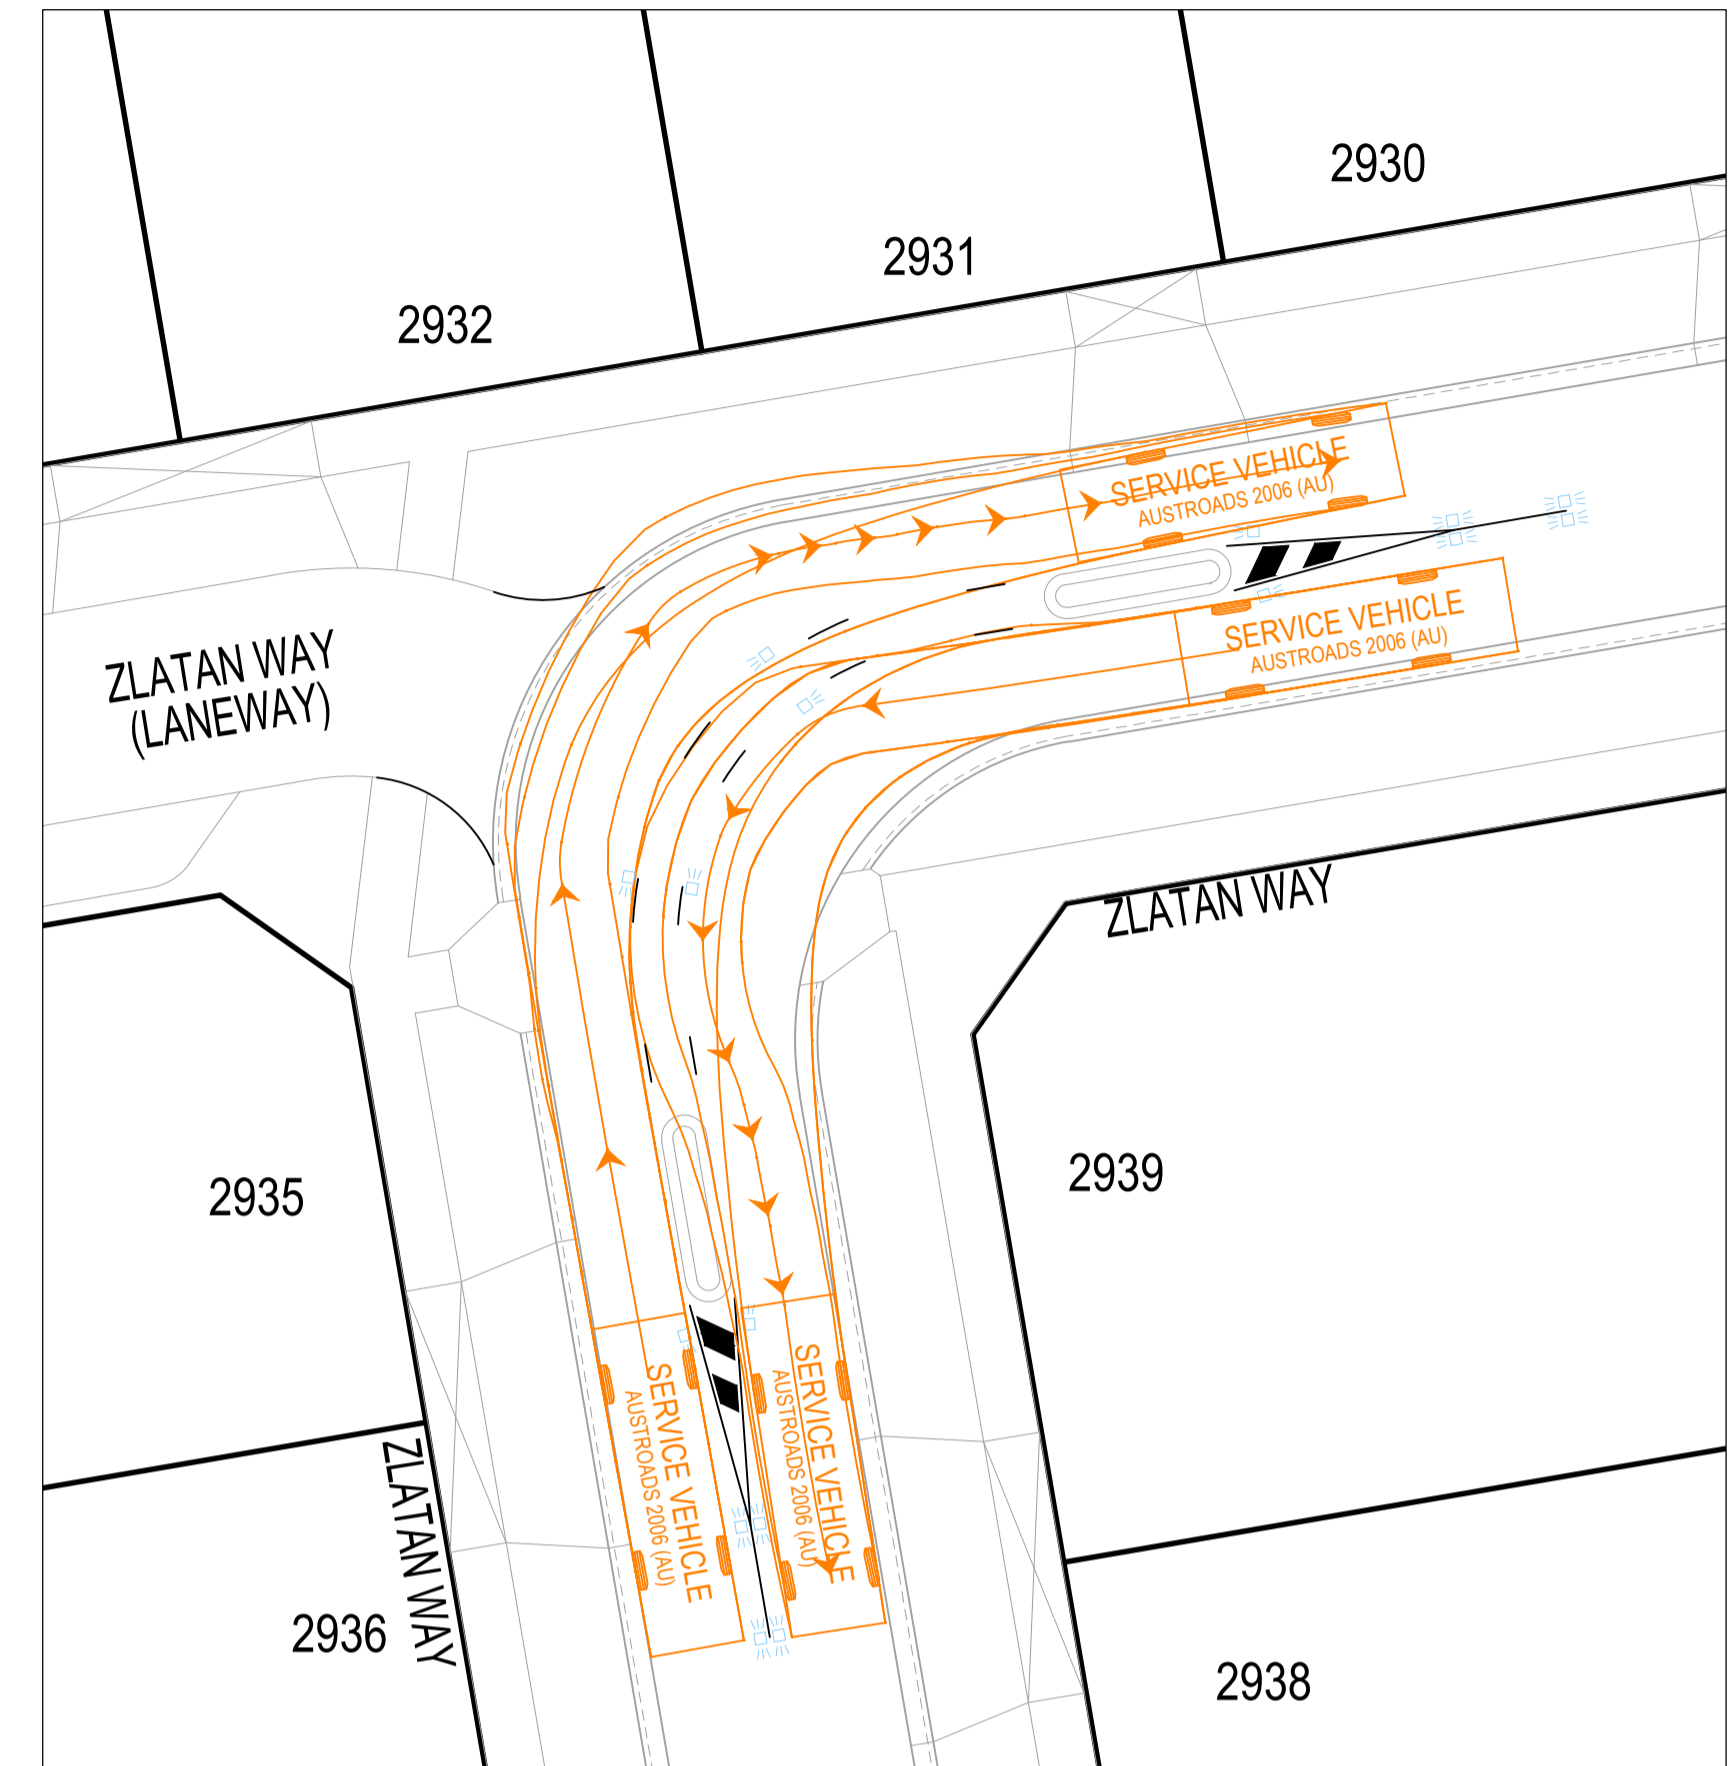 2930
2931
2932
SERVICE VEHICLE
AUSTROADS 2006 (AU)
SERVICE VEHICLE
AUSTROADS 2006 (AU)
ZLATAN WAY
(LANEWAY)
ZLATAN WAY
2935
2939
SERVICE VEHICLE
AUSTROADS 2006 (AU)
SERVICE VEHICLE
AUSTROADS 2006 (AU)
ZLATAN WAY
2936
2938